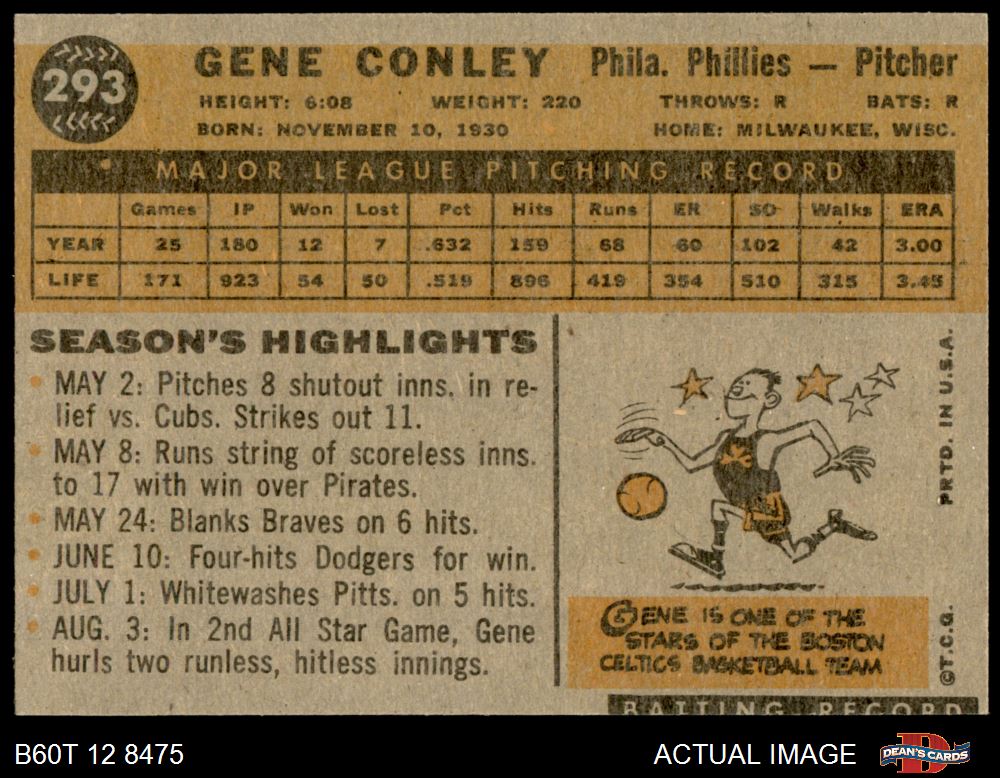 293
GENE CONLEY Phila. Phillies — Pitcher
HEIGHT: 6:08 WEIGHT: 220 THROWS: R BATS: R
BORN: NOVEMBER 10, 1930 HOME: MILWAUKEE, WISC.
MAJOR LEAGUE PITCHING RECORD
Games IP Won Lost Pct Hits Runs ER SO Walks ERA
YEAR 25 180 12 7 .632 159 68 60 102 42 3.00
LIFE 171 923 54 50 .519 896 419 354 510 315 3.45
SEASON'S HIGHLIGHTS
• MAY 2: Pitches 8 shutout inns. in re-
lief vs. Cubs. Strikes out 11.
• MAY 8: Runs string of scoreless inns.
to 17 with win over Pirates.
• MAY 24: Blanks Braves on 6 hits.
• JUNE 10: Four-hits Dodgers for win.
• JULY 1: Whitewashes Pitts. on 5 hits.
• AUG. 3: In 2nd All Star Game, Gene
hurls two runless, hitless innings.
GENE IS ONE OF THE
STARS OF THE BOSTON
CELTICS BASKETBALL TEAM
©T.C.G. PRTD. IN U.S.A.
BATTING RECORD
B60T 12 8475 ACTUAL IMAGE
DEAN'S CARDS